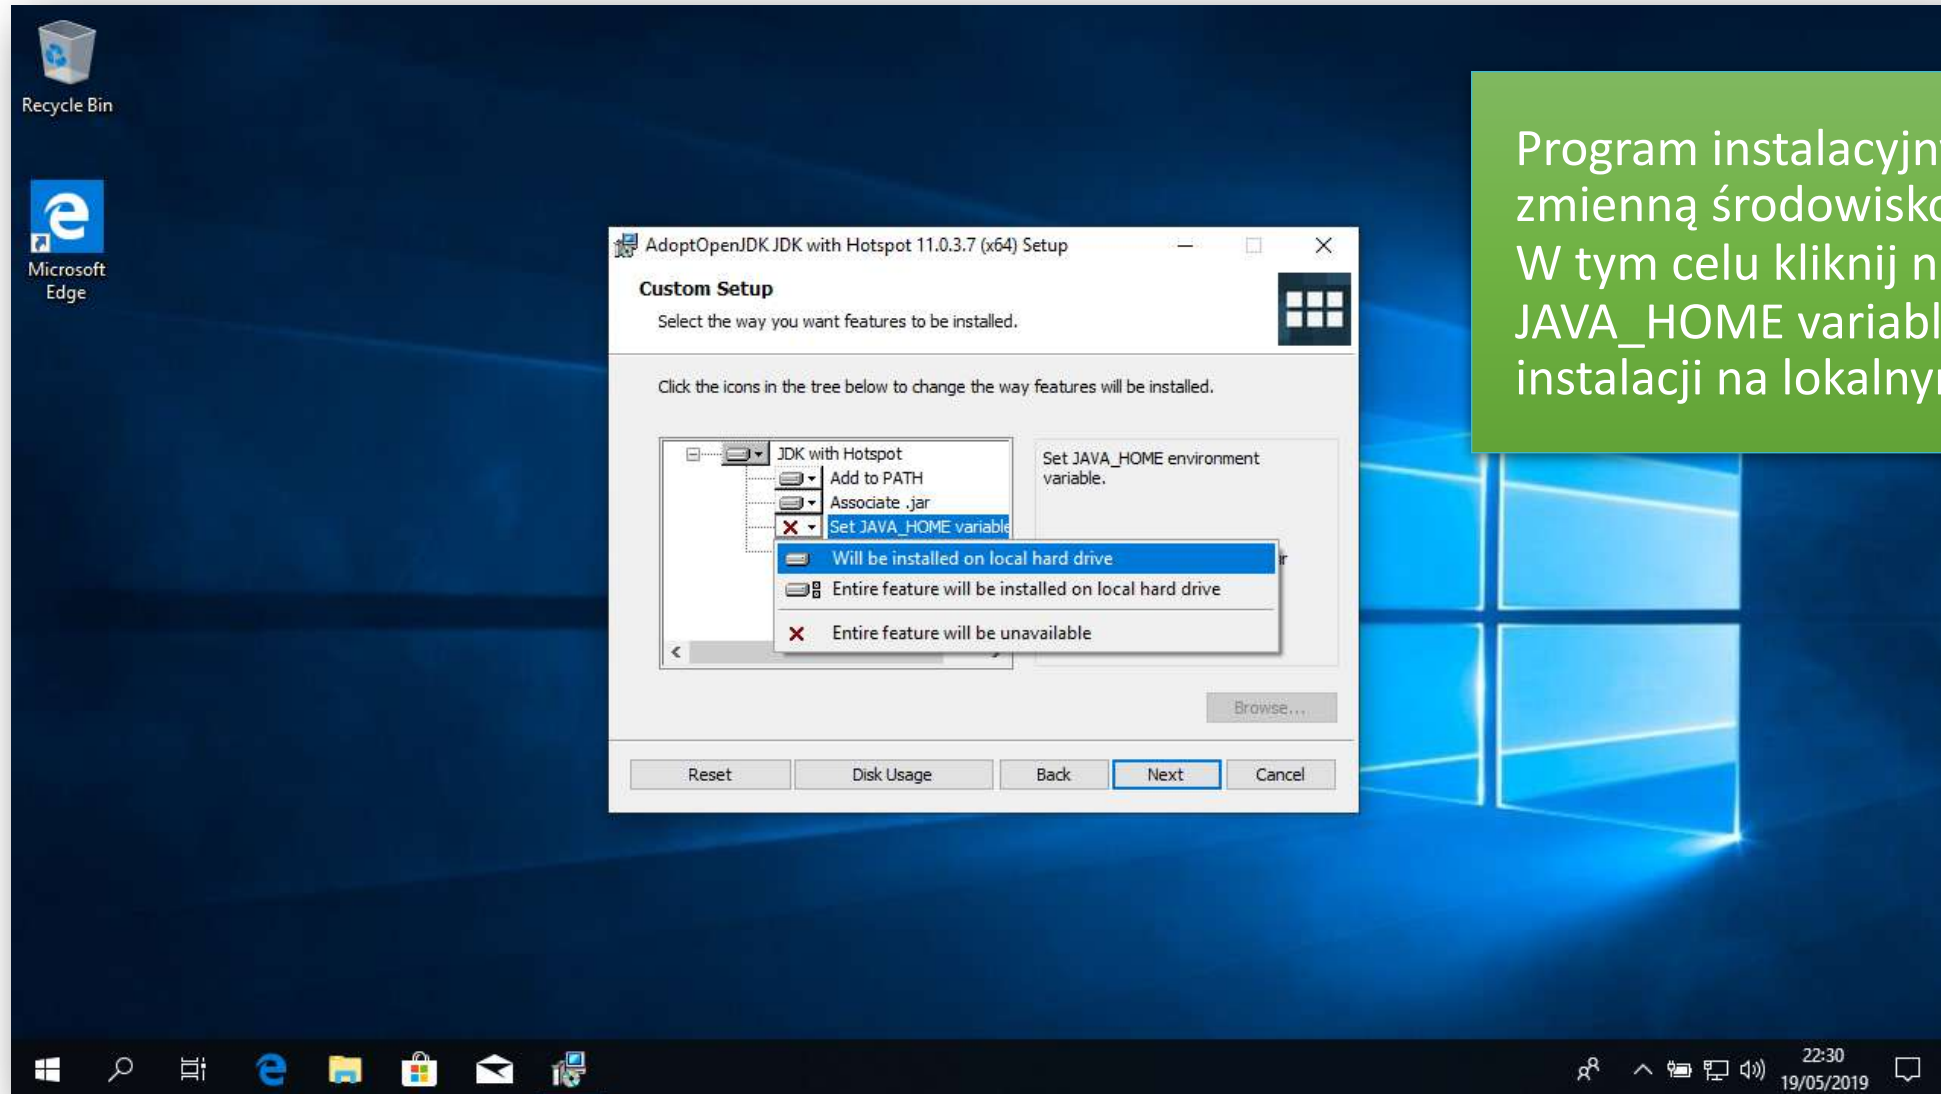 Recycle Bin
Microsoft
Edge
Program
zmienną
W tym celu kliknij
JAVA_HOME
instalacji na
AdoptOpenJDK JDK with Hotspot 11.0.3.7 (x64) Setup
Custom Setup
Select the way you want features to be installed.
Click the icons in the tree below to change the way features will be installed.
JDK with Hotspot
Add to PATH
Associate .jar
Set JAVA_HOME variable
Set JAVA_HOME environment
variable.
Will be installed on local hard drive
Entire feature will be installed on local hard drive
Entire feature will be unavailable
Browse...
Reset
Disk Usage
Back
Next
Cancel
22:30
19/05/2019